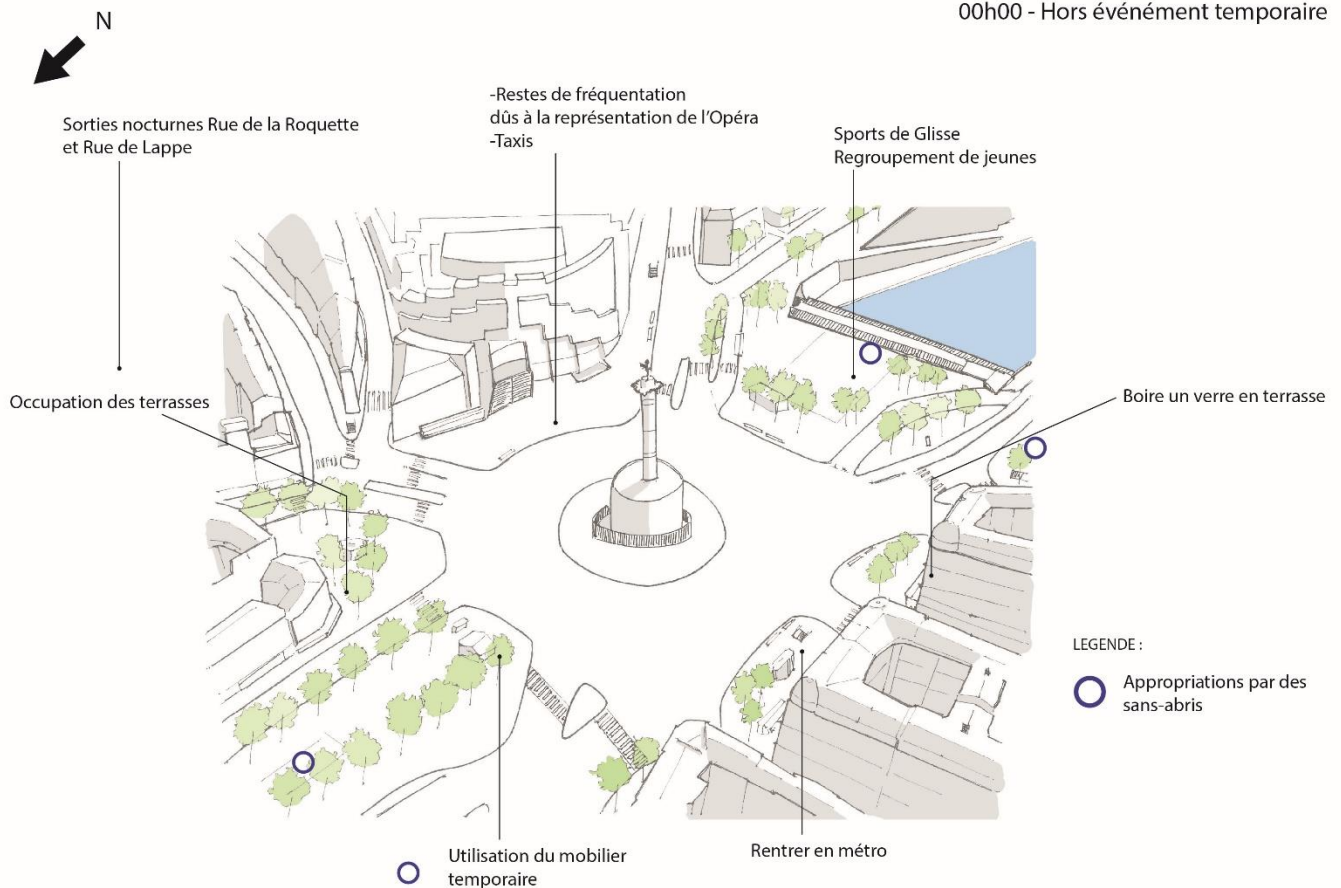 00h00 - Hors événément temporaire
N
Sorties nocturnes Rue de la Roquette
et Rue de Lappe
-Restes de fréquentation
dûs à la représentation de l'Opéra
-Taxis
Sports de Glisse
Regroupement de jeunes
Occupation des terrasses
Boire un verre en terrasse
LEGENDE :
Appropriations par des
sans-abris
Utilisation du mobilier
temporaire
Rentrer en métro